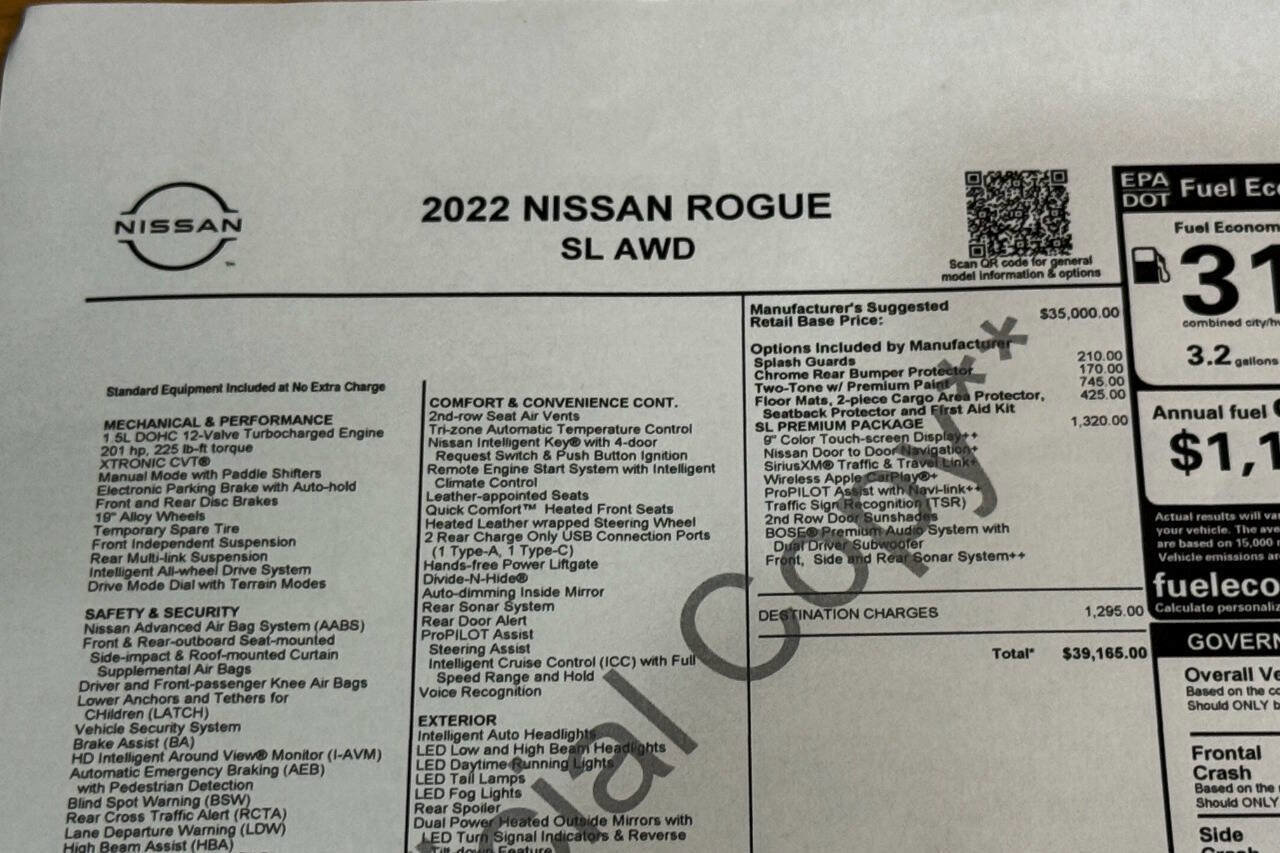 NISSAN
2022 NISSAN ROGUE
SL AWD
Scan QR code for general
model information & options
Standard Equipment Included at No Extra Charge
MECHANICAL & PERFORMANCE
1.5L DOHC 12-Valve Turbocharged Engine
201 hp, 225 lb-ft torque
XTRONIC CVT®
Manual Mode with Paddle Shifters
Electronic Parking Brake with Auto-hold
Front and Rear Disc Brakes
19" Alloy Wheels
Temporary Spare Tire
Front Independent Suspension
Rear Multi-link Suspension
Intelligent All-wheel Drive System
Drive Mode Dial with Terrain Modes
SAFETY & SECURITY
Nissan Advanced Air Bag System (AABS)
Front & Rear-outboard Seat-mounted
Side-impact & Roof-mounted Curtain
Supplemental Air Bags
Driver and Front-passenger Knee Air Bags
Lower Anchors and Tethers for
CHildren (LATCH)
Vehicle Security System
Brake Assist (BA)
HD Intelligent Around View® Monitor (I-AVM)
Automatic Emergency Braking (AEB)
with Pedestrian Detection
Blind Spot Warning (BSW)
Rear Cross Traffic Alert (RCTA)
Lane Departure Warning (LDW)
High Beam Assist (HBA)
COMFORT & CONVENIENCE CONT.
2nd-row Seat Air Vents
Tri-zone Automatic Temperature Control
Nissan Intelligent Key® with 4-door
Request Switch & Push Button Ignition
Remote Engine Start System with Intelligent
Climate Control
Leather-appointed Seats
Quick Comfort™ Heated Front Seats
Heated Leather wrapped Steering Wheel
2 Rear Charge Only USB Connection Ports
(1 Type-A, 1 Type-C)
Hands-free Power Liftgate
Divide-N-Hide®
Auto-dimming Inside Mirror
Rear Sonar System
Rear Door Alert
ProPILOT Assist
Steering Assist
Intelligent Cruise Control (ICC) with Full
Speed Range and Hold
Voice Recognition
EXTERIOR
Intelligent Auto Headlights
LED Low and High Beam Headlights
LED Daytime Running Lights
LED Tail Lamps
LED Fog Lights
Rear Spoiler
Dual Power Heated Outside Mirrors with
LED Turn Signal Indicators & Reverse
Tilt-down Feature
Manufacturer's Suggested
Retail Base Price: $35,000.00
Options Included by Manufacturer
Splash Guards 210.00
Chrome Rear Bumper Protector 170.00
Two-Tone w/ Premium Paint 745.00
Floor Mats, 2-piece Cargo Area Protector, 425.00
Seatback Protector and First Aid Kit
SL PREMIUM PACKAGE 1,320.00
9" Color Touch-screen Display++
Nissan Door to Door Navigation+
SiriusXM® Traffic & Travel Link+
Wireless Apple CarPlay®+
ProPILOT Assist with Navi-link++
Traffic Sign Recognition (TSR)
2nd Row Door Sunshades
BOSE® Premium Audio System with
Dual Driver Subwoofer
Front, Side and Rear Sonar System++
DESTINATION CHARGES 1,295.00
Total* $39,165.00
cial Copy**
EPA
DOT
Fuel Eco
Fuel Econom
31
combined city/h
3.2 gallons
Annual fuel
$1,1
Actual results will va
your vehicle. The ave
are based on 15,000
Vehicle emissions ar
fueleco
Calculate personaliz
GOVERN
Overall Ve
Based on the co
Should ONLY b
Frontal
Crash
Based on the
Should ONLY
Side
Crash